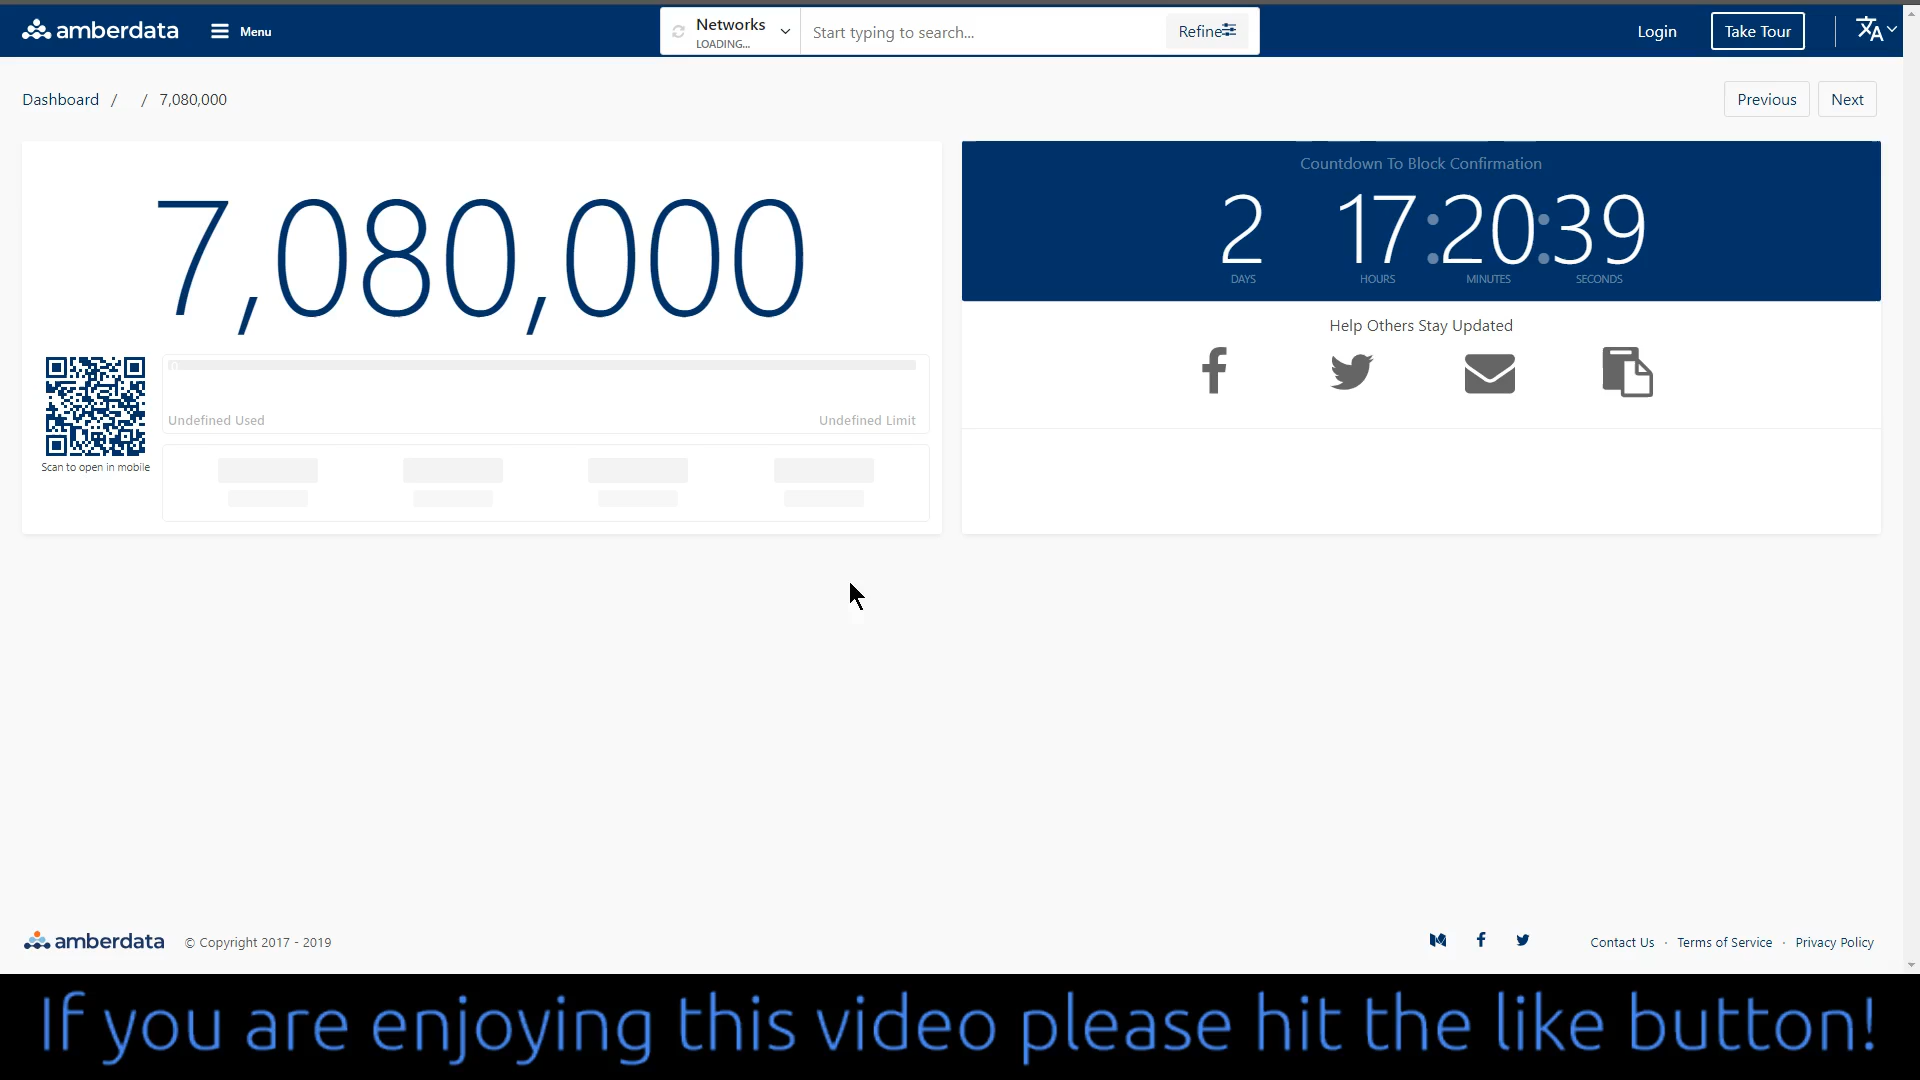 amberdata
Menu
Networks
LOADING...
Start typing to search...
Refine
Login
Take Tour
Dashboard / / 7,080,000
Previous
Next
7,080,000
Scan to open in mobile
0
Undefined Used
Undefined Limit
Countdown To Block Confirmation
2 17:20:39
DAYS HOURS MINUTES SECONDS
Help Others Stay Updated
amberdata
© Copyright 2017 - 2019
Contact Us · Terms of Service · Privacy Policy
If you are enjoying this video please hit the like button!